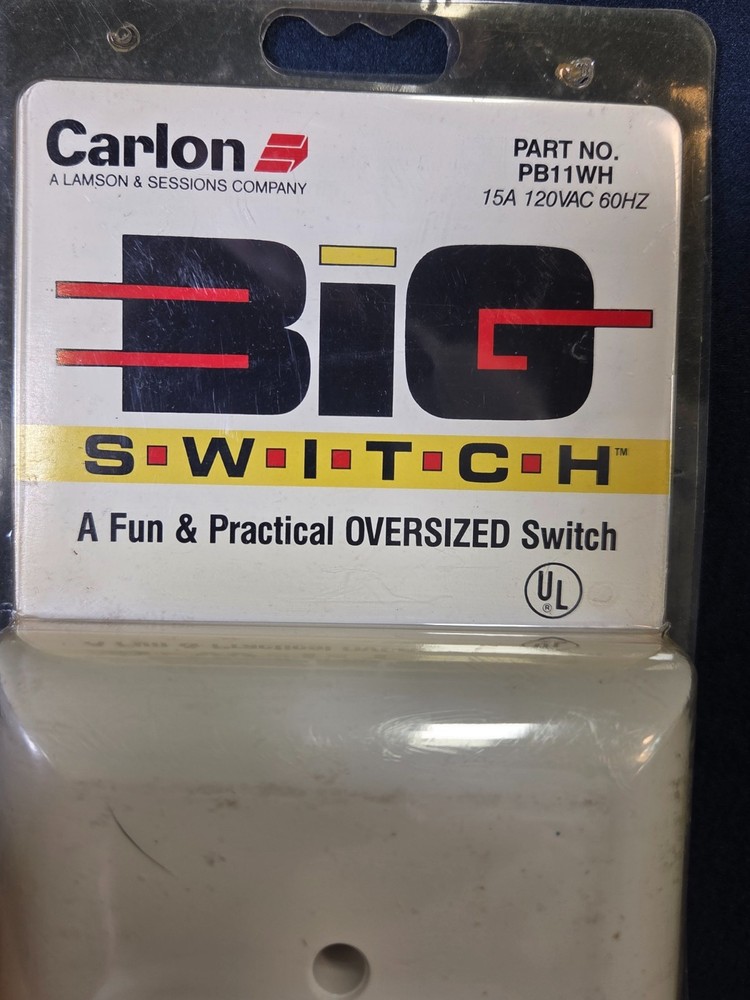 Carlon
A LAMSON & SESSIONS COMPANY
PART NO.
PB11WH
15A 120VAC 60HZ
BiG
S·W·I·T·C·H™
A Fun & Practical OVERSIZED Switch
UL®